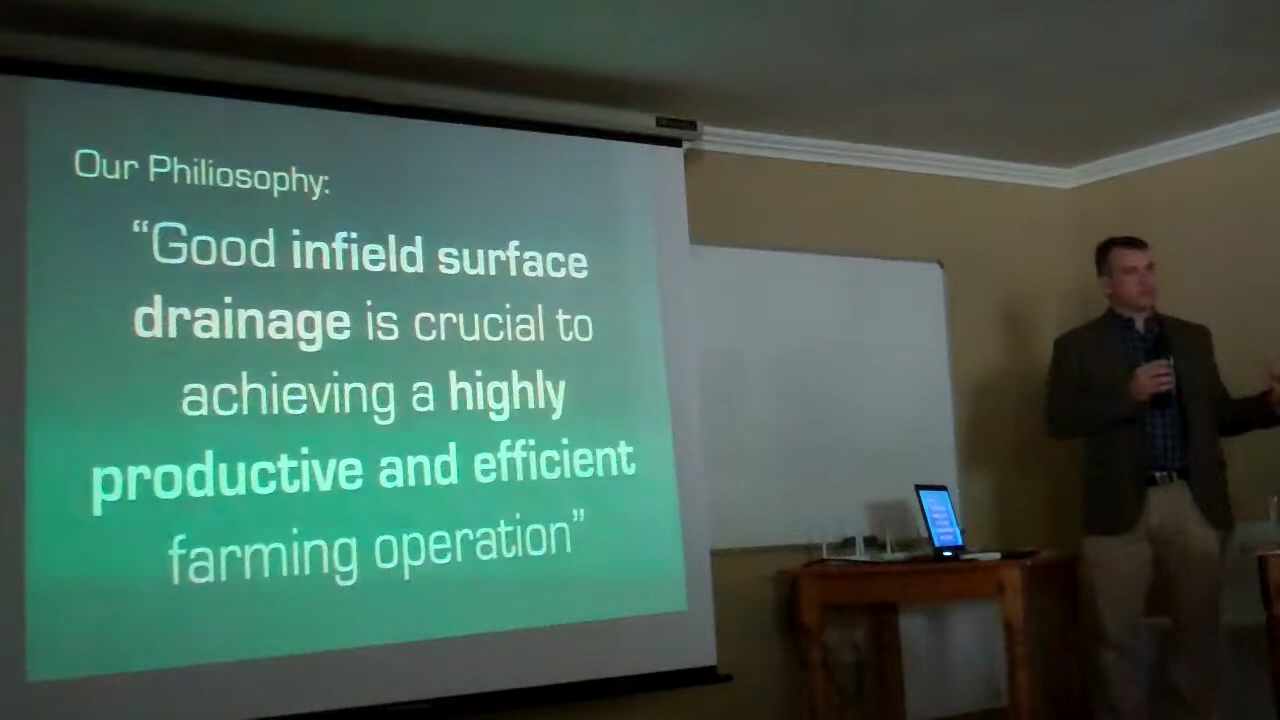 Our Philiosophy:
“Good infield surface
drainage is crucial to
achieving a highly
productive and efficient
farming operation”